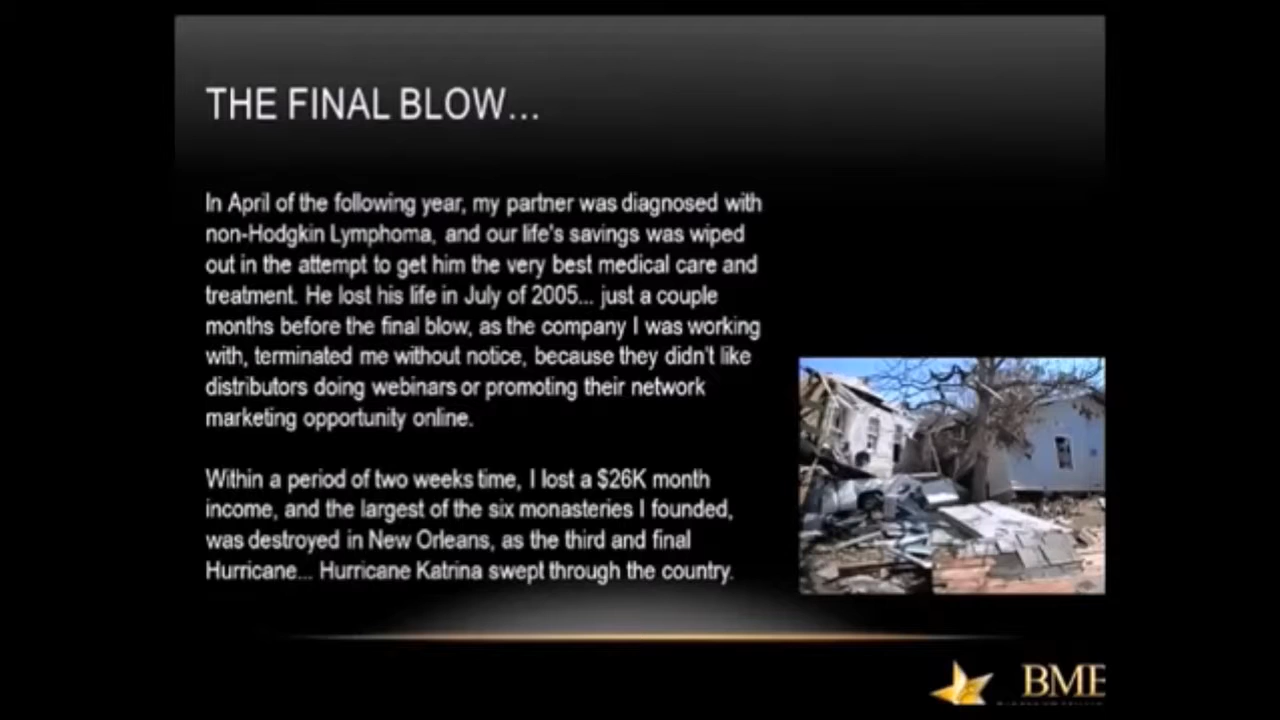 THE FINAL BLOW...
In April of the following year, my partner was diagnosed with
non-Hodgkin Lymphoma, and our life's savings was wiped
out in the attempt to get him the very best medical care and
treatment. He lost his life in July of 2005... just a couple
months before the final blow, as the company I was working
with, terminated me without notice, because they didn't like
distributors doing webinars or promoting their network
marketing opportunity online.
Within a period of two weeks time, I lost a $26K month
income, and the largest of the six monasteries I founded,
was destroyed in New Orleans, as the third and final
Hurricane... Hurricane Katrina swept through the country.
BME